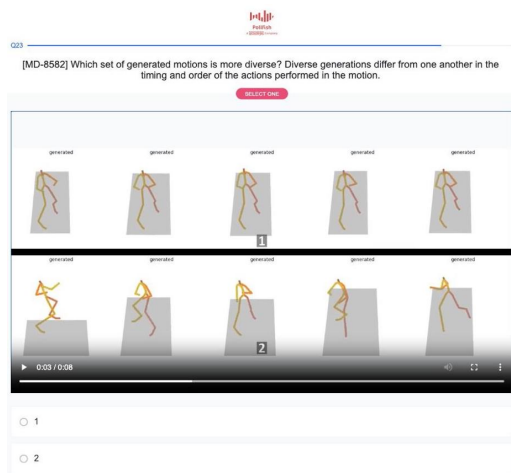 Pollfish
Q23
[MD-8582] Which set of generated motions is more diverse? Diverse generations differ from one another in the
timing and order of the actions performed in the motion.
SELECT ONE
generated generated generated generated generated
1
generated generated generated generated generated
2
0:03 / 0:08
1
2